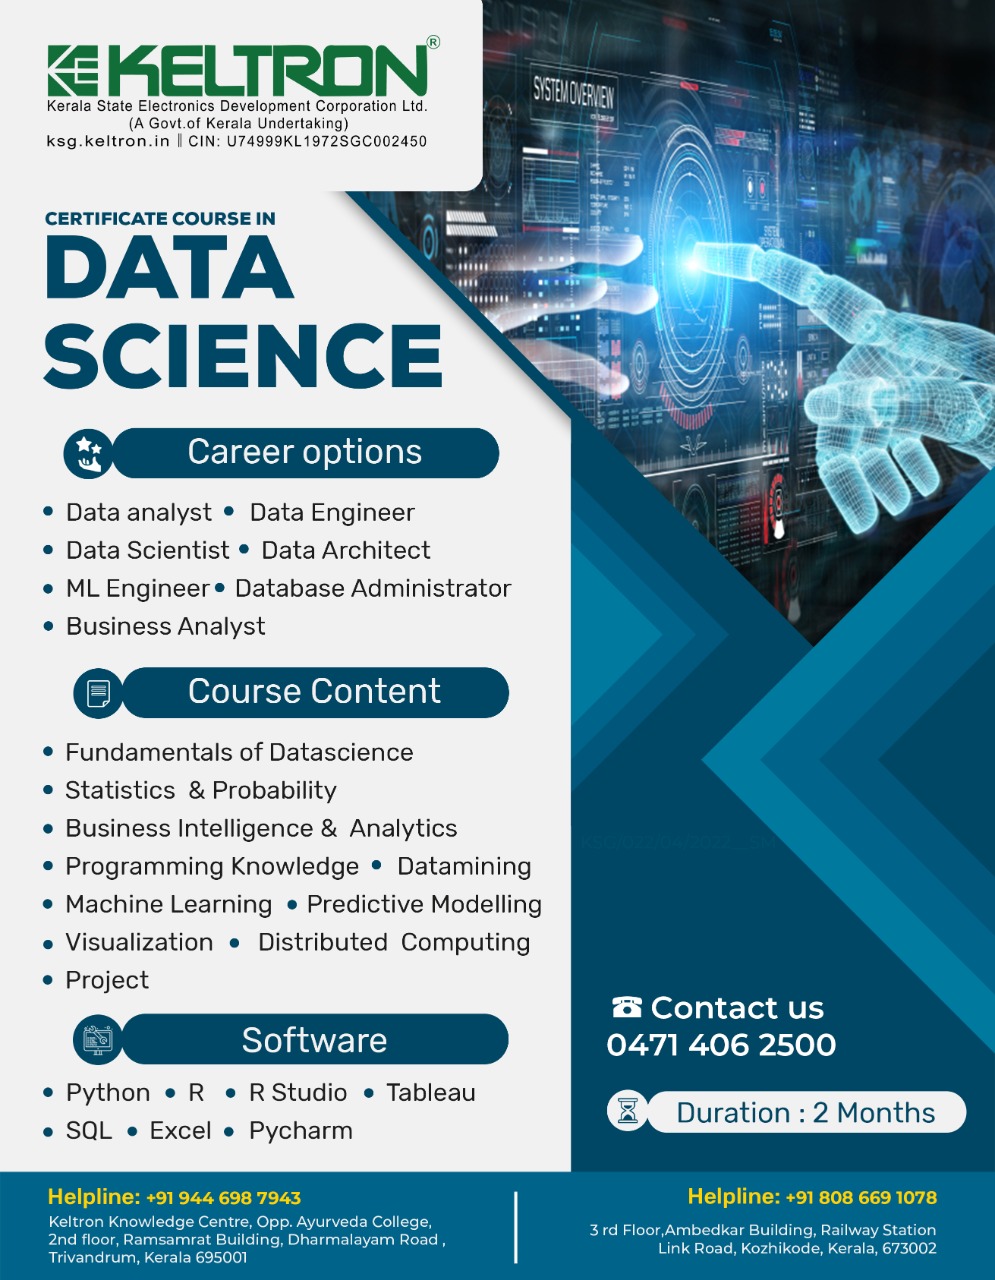 KELTRON®
Kerala State Electronics Development Corporation Ltd.
(A Govt.of Kerala Undertaking)
ksg.keltron.in || CIN: U74999KL1972SGC002450
SYSTEM OVERVIEW
CERTIFICATE COURSE IN
DATA
SCIENCE
Career options
• Data analyst • Data Engineer
• Data Scientist • Data Architect
• ML Engineer • Database Administrator
• Business Analyst
Course Content
• Fundamentals of Datascience
• Statistics & Probability
• Business Intelligence & Analytics
• Programming Knowledge • Datamining
• Machine Learning • Predictive Modelling
• Visualization • Distributed Computing
• Project
Software
• Python • R • R Studio • Tableau
• SQL • Excel • Pycharm
☎ Contact us
0471 406 2500
Duration : 2 Months
Helpline: +91 944 698 7943
Keltron Knowledge Centre, Opp. Ayurveda College,
2nd floor, Ramsamrat Building, Dharmalayam Road ,
Trivandrum, Kerala 695001
Helpline: +91 808 669 1078
3 rd Floor,Ambedkar Building, Railway Station
Link Road, Kozhikode, Kerala, 673002